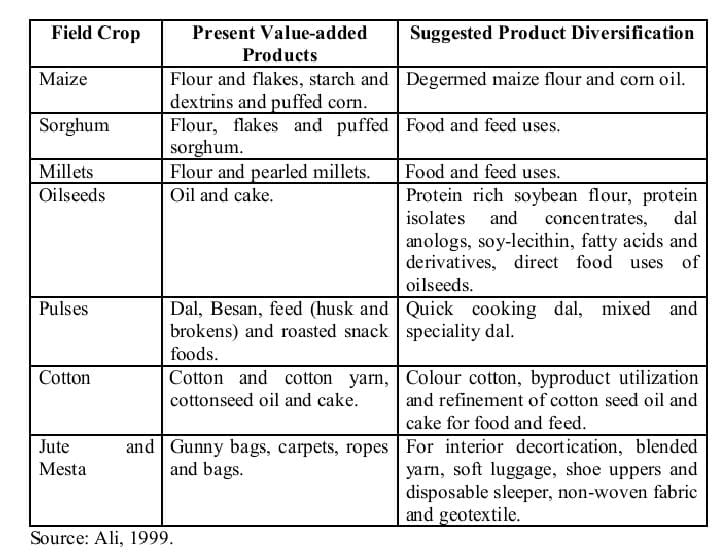 Field Crop
Present Value-added
Products
Suggested Product Diversification
Maize
Flour and flakes, starch and
dextrins and puffed corn.
Degermed maize flour and corn oil.
Sorghum
Flour, flakes and puffed
sorghum.
Food and feed uses.
Millets
Flour and pearled millets.
Food and feed uses.
Oilseeds
Oil and cake.
Protein rich soybean flour, protein
isolates and concentrates, dal
anologs, soy-lecithin, fatty acids and
derivatives, direct food uses of
oilseeds.
Pulses
Dal, Besan, feed (husk and
brokens) and roasted snack
foods.
Quick cooking dal, mixed and
speciality dal.
Cotton
Cotton and cotton yarn,
cottonseed oil and cake.
Colour cotton, byproduct utilization
and refinement of cotton seed oil and
cake for food and feed.
Jute and
Mesta
Gunny bags, carpets, ropes
and bags.
For interior decortication, blended
yarn, soft luggage, shoe uppers and
disposable sleeper, non-woven fabric
and geotextile.
Source: Ali, 1999.